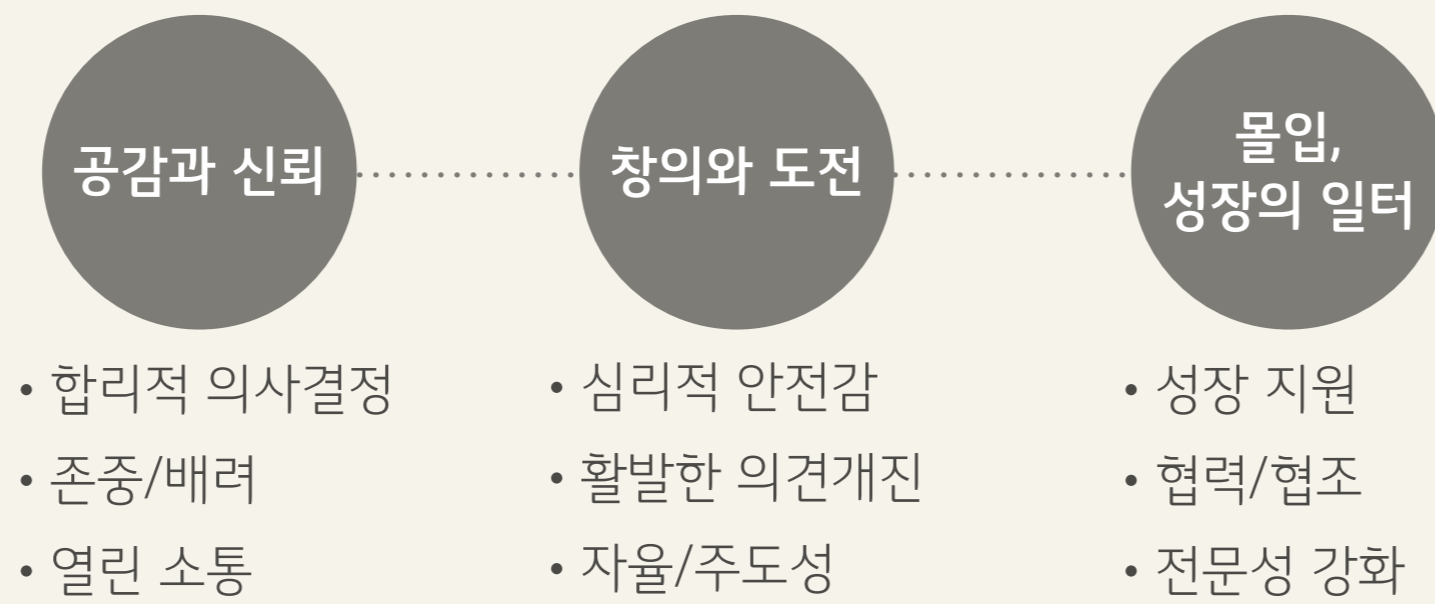 공감과 신뢰
창의와 도전
몰입,
성장의 일터
• 합리적 의사결정
• 존중/배려
• 열린 소통
• 심리적 안전감
• 활발한 의견개진
• 자율/주도성
• 성장 지원
• 협력/협조
• 전문성 강화